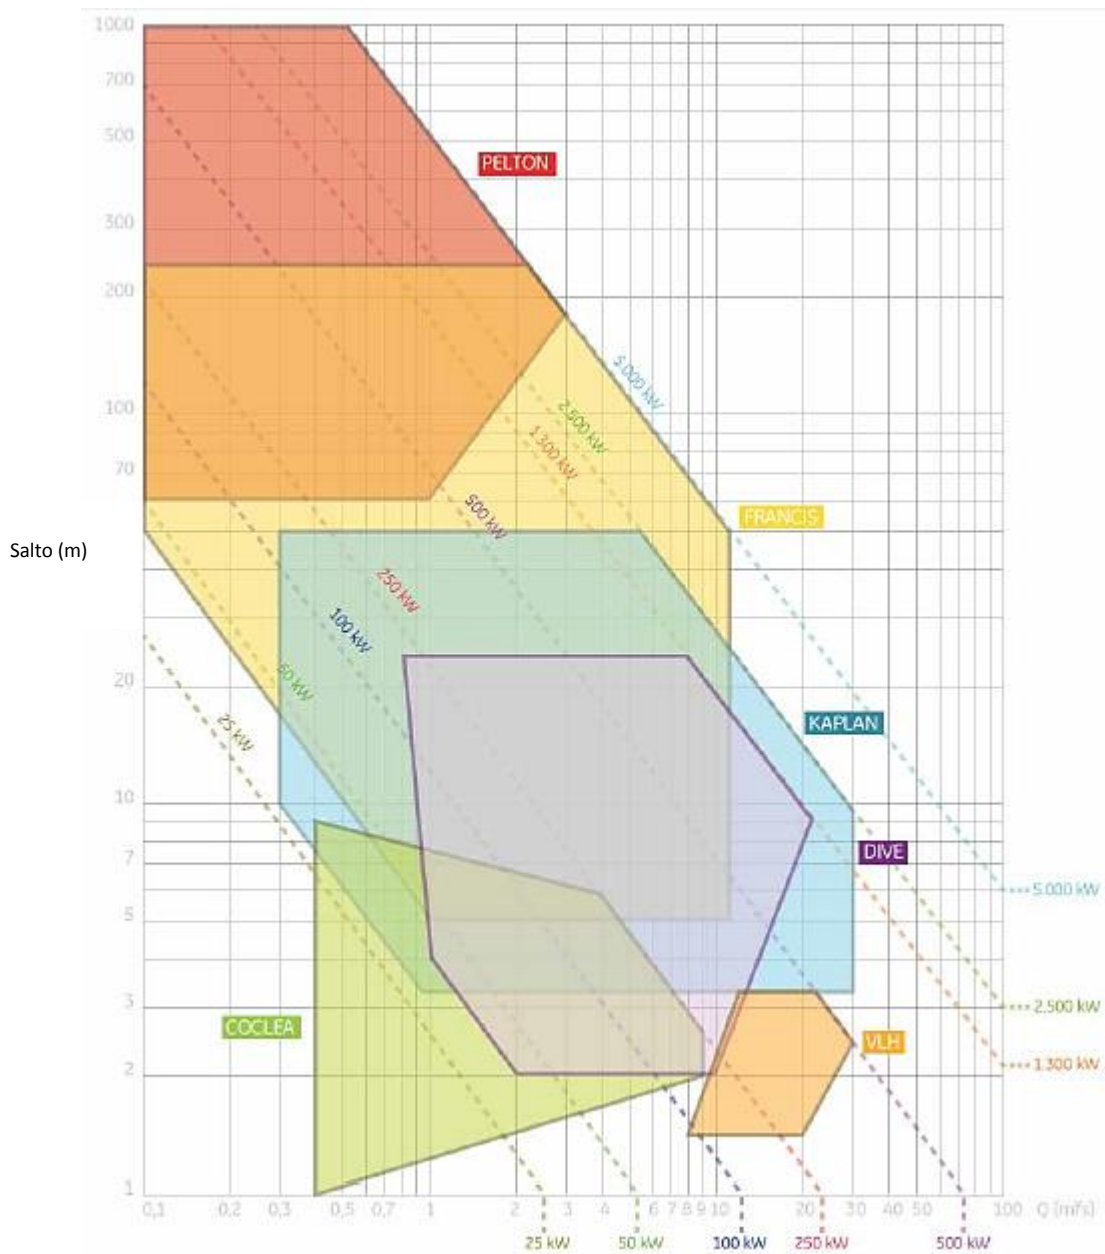 1000
700
PELTON
500
300
200
5.000 kW
100
2.500 kW
1.300 kW
70
500 kW
FRANCIS
Salto (m)
250 kW
100 kW
50 kW
20
25 kW
KAPLAN
10
7
DIVE
5
5.000 kW
3
2.500 kW
COCLEA
VLH
2
1.300 kW
1
0,1 0,2 0,3 0,5 0,7 1 2 3 4 6 7 8 9 10 20 30 40 50 100 Q (m³s)
25 kW 50 kW 100 kW 250 kW 500 kW